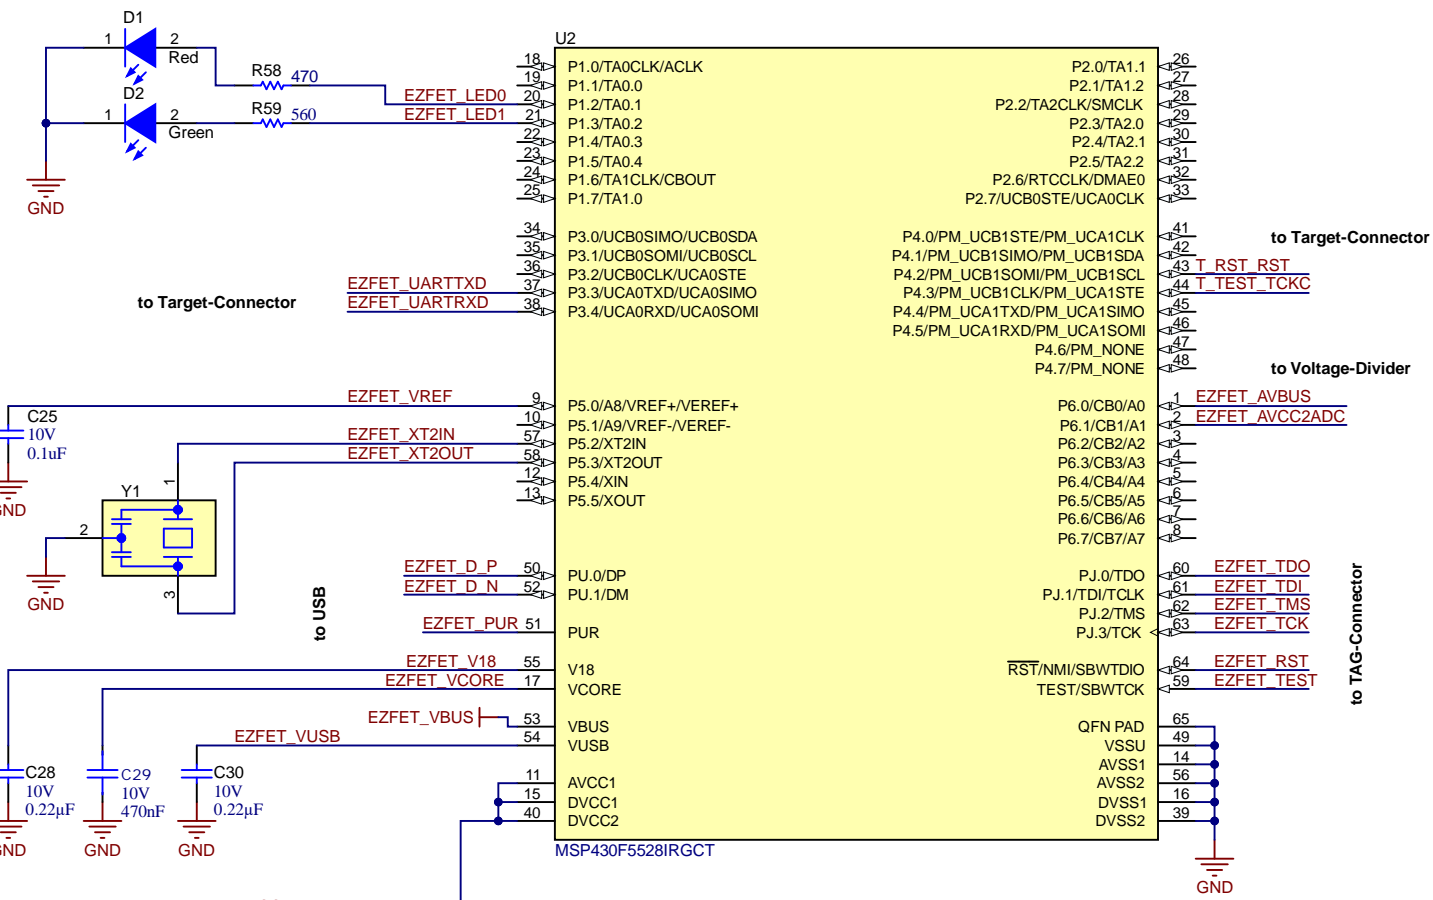 D1
1 2
Red
R58 470
D2
1 2
Green
R59 560
GND
EZFET_LED0
EZFET_LED1
U2
18 P1.0/TA0CLK/ACLK
19 P1.1/TA0.0
20 P1.2/TA0.1
21 P1.3/TA0.2
22 P1.4/TA0.3
23 P1.5/TA0.4
24 P1.6/TA1CLK/CBOUT
25 P1.7/TA1.0
P2.0/TA1.1 26
P2.1/TA1.2 27
P2.2/TA2CLK/SMCLK 28
P2.3/TA2.0 29
P2.4/TA2.1 30
P2.5/TA2.2 31
P2.6/RTCCLK/DMAE0 32
P2.7/UCB0STE/UCA0CLK 33
34 P3.0/UCB0SIMO/UCB0SDA
35 P3.1/UCB0SOMI/UCB0SCL
36 P3.2/UCB0CLK/UCA0STE
EZFET_UARTTXD 37 P3.3/UCA0TXD/UCA0SIMO
EZFET_UARTRXD 38 P3.4/UCA0RXD/UCA0SOMI
to Target-Connector
P4.0/PM_UCB1STE/PM_UCA1CLK 41
P4.1/PM_UCB1SIMO/PM_UCB1SDA 42
P4.2/PM_UCB1SOMI/PM_UCB1SCL 43 T_RST_RST
P4.3/PM_UCB1CLK/PM_UCA1STE 44 T_TEST_TCKC
P4.4/PM_UCA1TXD/PM_UCA1SIMO 45
P4.5/PM_UCA1RXD/PM_UCA1SOMI 46
P4.6/PM_NONE 47
P4.7/PM_NONE 48
to Target-Connector
to Voltage-Divider
EZFET_VREF 9 P5.0/A8/VREF+/VEREF+
10 P5.1/A9/VREF-/VEREF-
EZFET_XT2IN 57 P5.2/XT2IN
EZFET_XT2OUT 58 P5.3/XT2OUT
12 P5.4/XIN
13 P5.5/XOUT
P6.0/CB0/A0 1 EZFET_AVBUS
P6.1/CB1/A1 2 EZFET_AVCC2ADC
P6.2/CB2/A2 3
P6.3/CB3/A3 4
P6.4/CB4/A4 5
P6.5/CB5/A5 6
P6.6/CB6/A6 7
P6.7/CB7/A7 8
C25
10V
0.1uF
GND
Y1
1
2
3
GND
EZFET_D_P 50 PU.0/DP
EZFET_D_N 52 PU.1/DM
to USB
EZFET_PUR 51 PUR
PJ.0/TDO 60 EZFET_TDO
PJ.1/TDI/TCLK 61 EZFET_TDI
PJ.2/TMS 62 EZFET_TMS
PJ.3/TCK 63 EZFET_TCK
RST/NMI/SBWTDIO 64 EZFET_RST
TEST/SBWTCK 59 EZFET_TEST
to TAG-Connector
EZFET_V18 55 V18
EZFET_VCORE 17 VCORE
EZFET_VBUS 53 VBUS
EZFET_VUSB 54 VUSB
11 AVCC1
15 DVCC1
40 DVCC2
QFN PAD 65
VSSU 49
AVSS1 14
AVSS2 56
DVSS1 16
DVSS2 39
C28
10V
0.22µF
GND
C29
10V
470nF
GND
C30
10V
0.22µF
GND
MSP430F5528IRGCT
GND